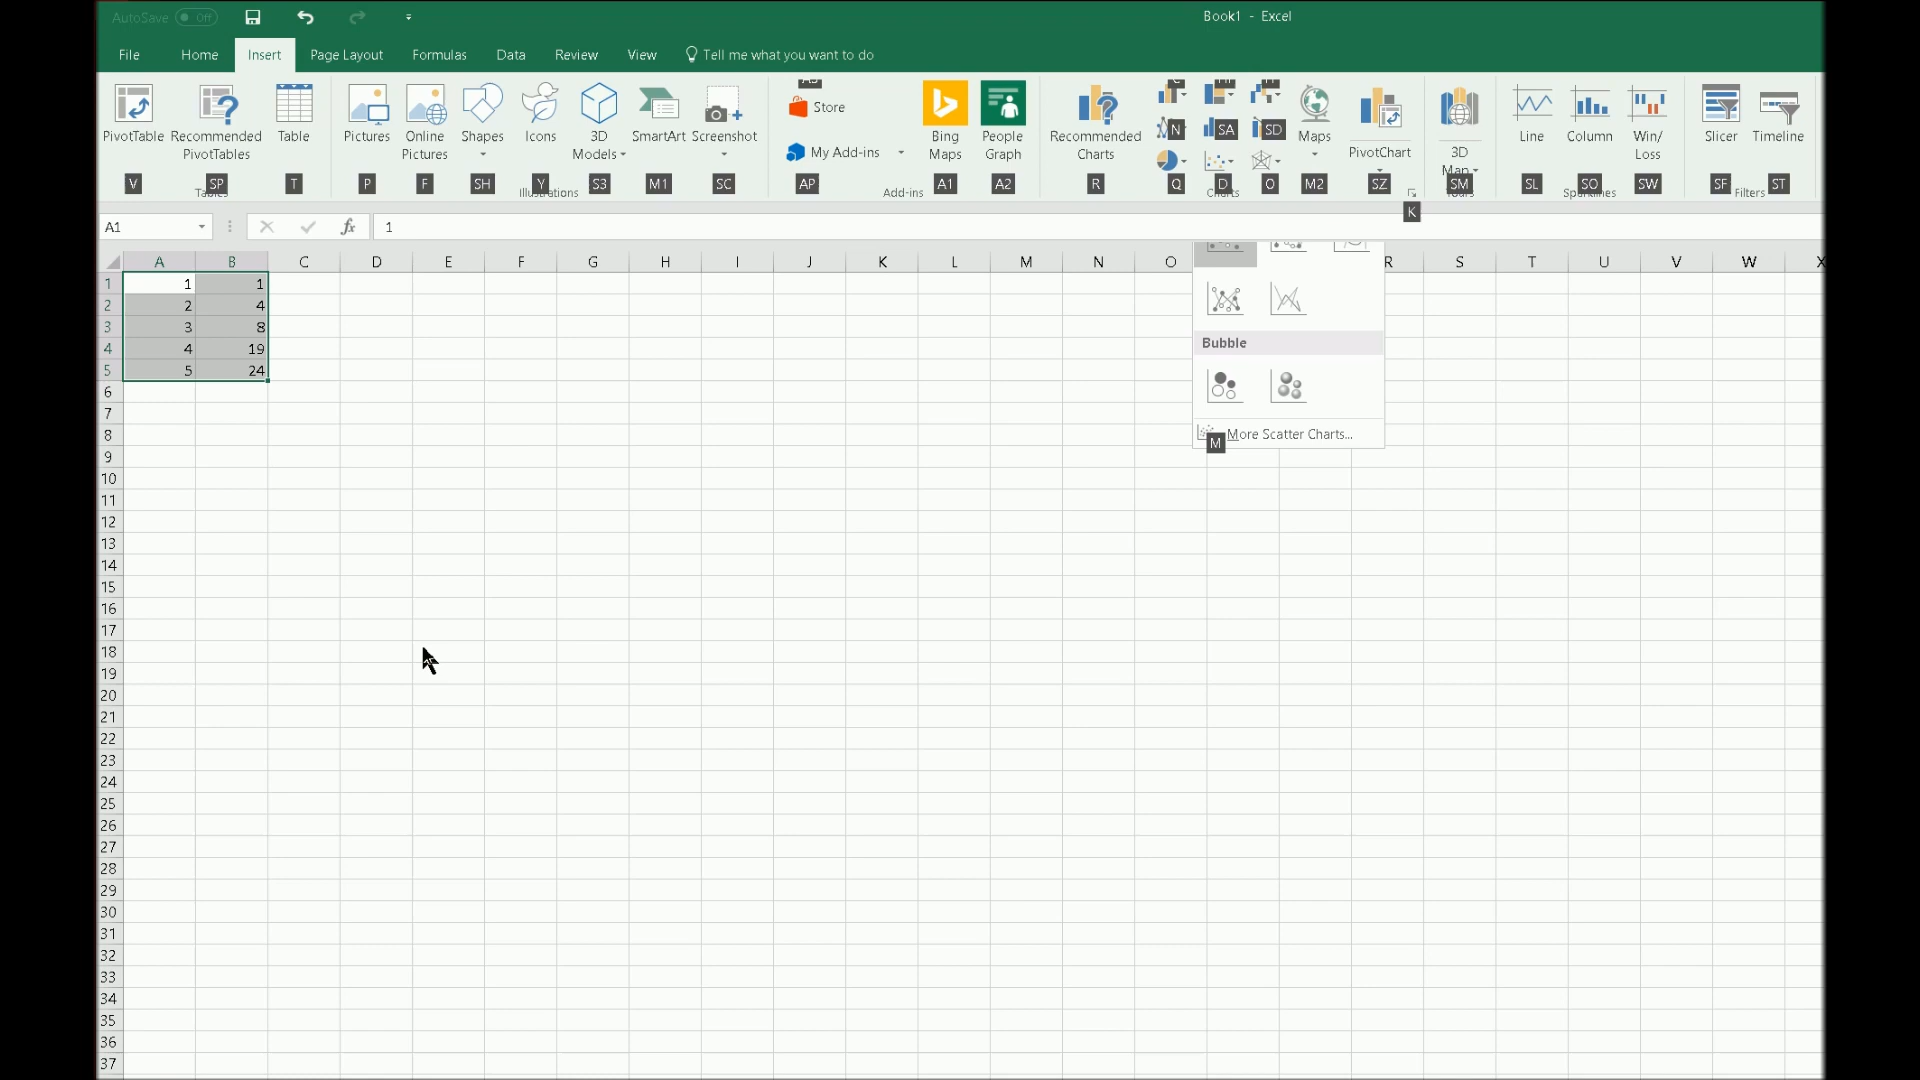 AutoSave Off
Book1 - Excel
File Home Insert Page Layout Formulas Data Review View Tell me what you want to do
PivotTable Recommended PivotTables Table
Pictures Online Pictures Shapes Icons 3D Models SmartArt Screenshot
Store
My Add-ins
Bing Maps People Graph
Recommended Charts
Maps PivotChart 3D Map
Line Column Win/ Loss
Slicer Timeline
N SA SD
V SP T P F SH Y S3 M1 SC AP A1 A2 R Q D O M2 SZ SM SL SO SW SF ST
Illustrations Add-ins Filters
K
A1 fx 1
A B C D E F G H I J K L M N O R S T U V W X
1 1 1
2 2 4
3 3 8
4 4 19
5 5 24
6
7
8
9
10
11
12
13
14
15
16
17
18
19
20
21
22
23
24
25
26
27
28
29
30
31
32
33
34
35
36
37
Bubble
More Scatter Charts...
M